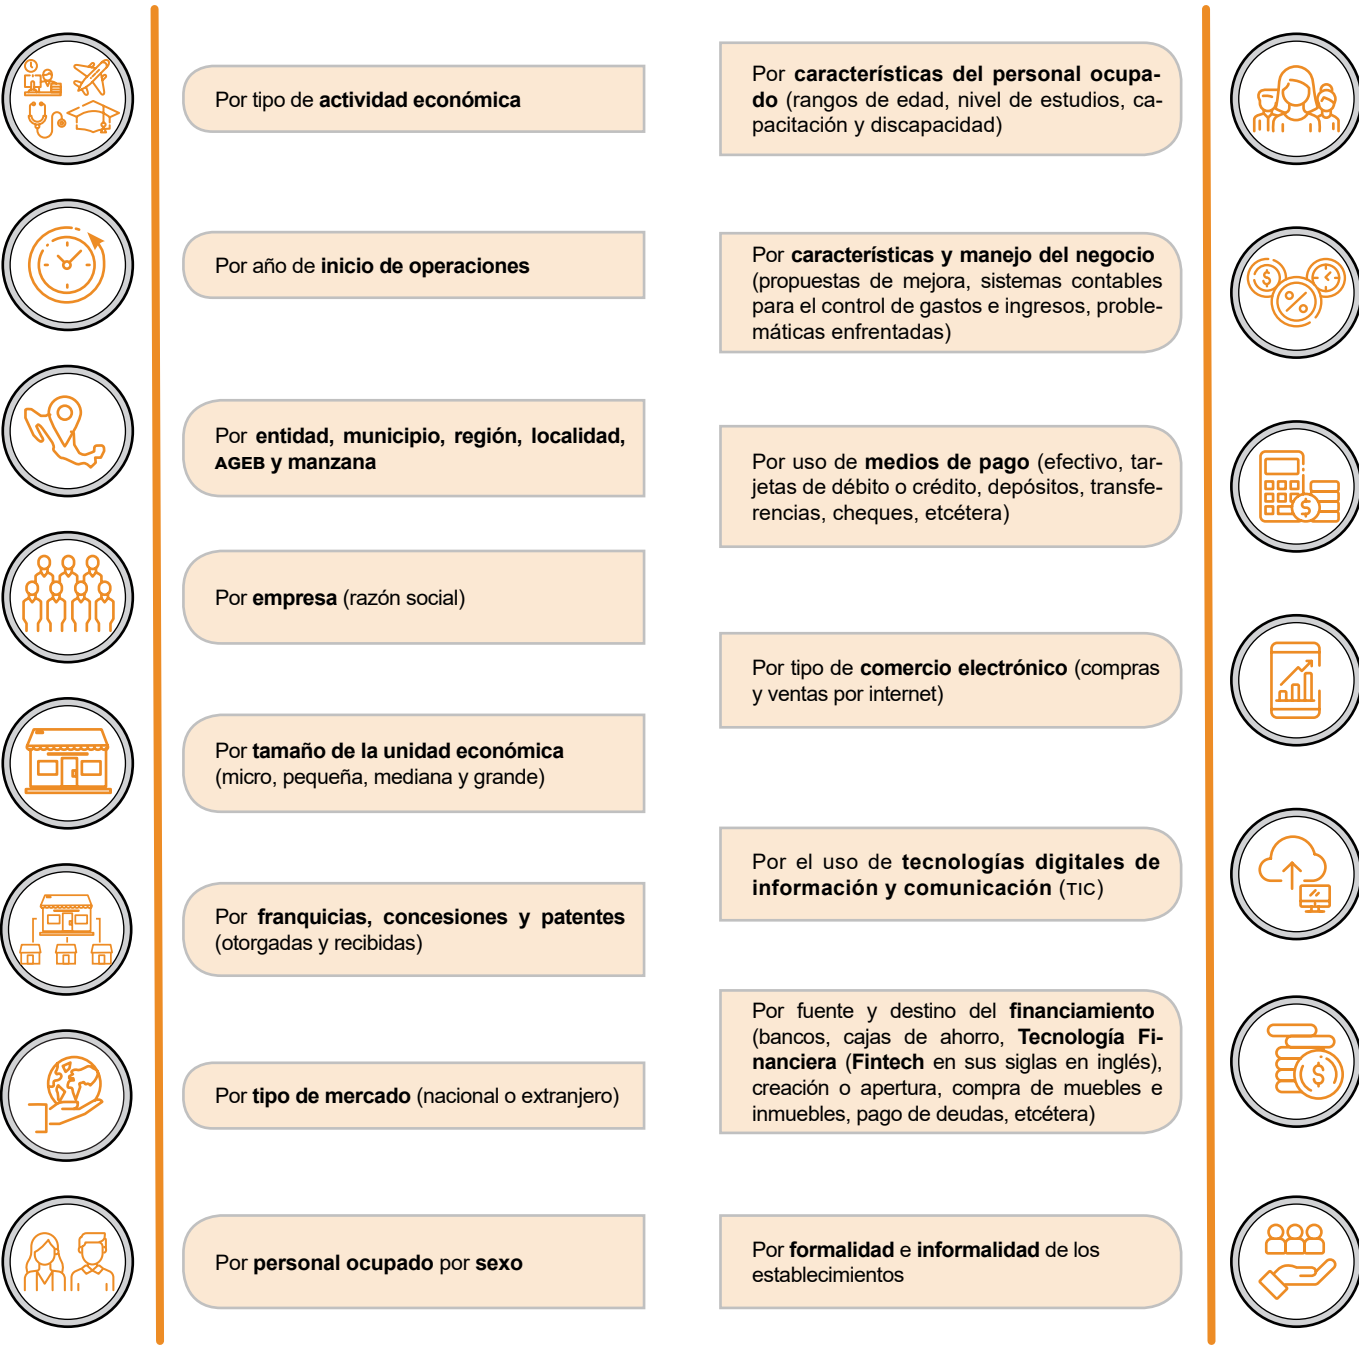 Por tipo de actividad económica
Por año de inicio de operaciones
Por entidad, municipio, región, localidad,
AGEB y manzana
Por empresa (razón social)
Por tamaño de la unidad económica
(micro, pequeña, mediana y grande)
Por franquicias, concesiones y patentes
(otorgadas y recibidas)
Por tipo de mercado (nacional o extranjero)
Por personal ocupado por sexo
Por características del personal ocupa-
do (rangos de edad, nivel de estudios, ca-
pacitación y discapacidad)
Por características y manejo del negocio
(propuestas de mejora, sistemas contables
para el control de gastos e ingresos, proble-
máticas enfrentadas)
Por uso de medios de pago (efectivo, tar-
jetas de débito o crédito, depósitos, transfe-
rencias, cheques, etcétera)
Por tipo de comercio electrónico (compras
y ventas por internet)
Por el uso de tecnologías digitales de
información y comunicación (TIC)
Por fuente y destino del financiamiento
(bancos, cajas de ahorro, Tecnología Fi-
nanciera (Fintech en sus siglas en inglés),
creación o apertura, compra de muebles e
inmuebles, pago de deudas, etcétera)
Por formalidad e informalidad de los
establecimientos